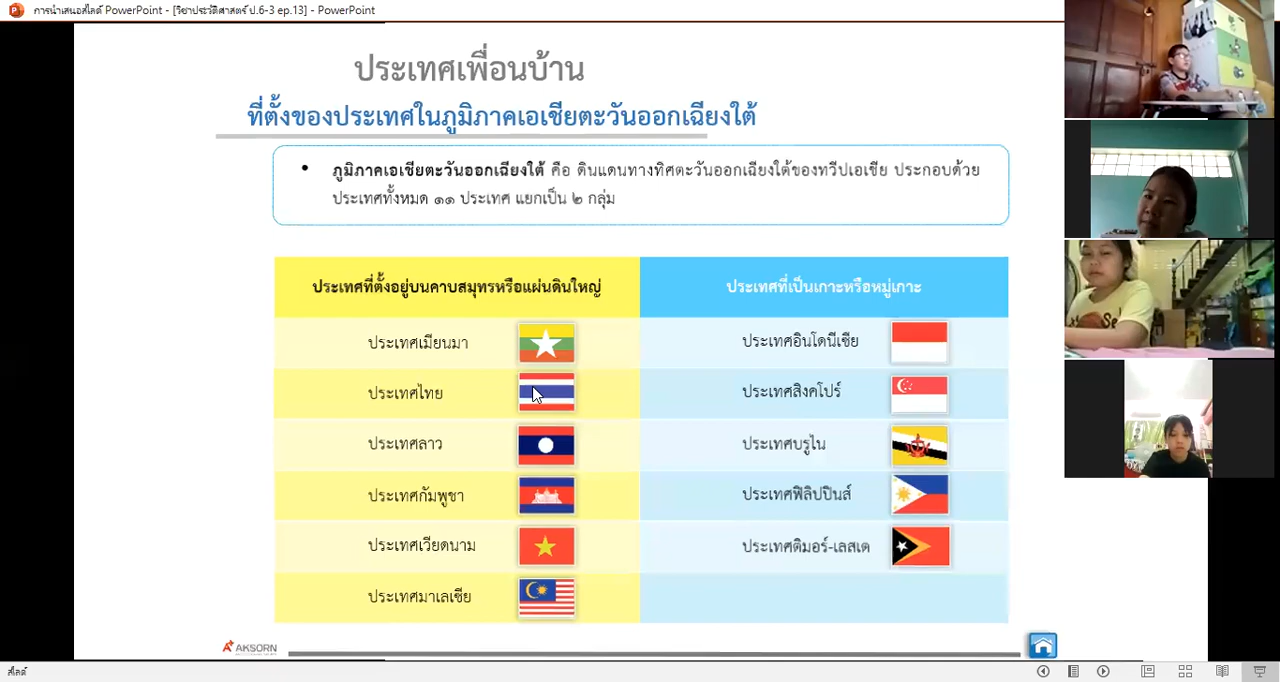 การนำเสนอสไลด์ PowerPoint - [วิชาประวัติศาสตร์ ป.6-3 ep.13] - PowerPoint
ประเทศเพื่อนบ้าน
ที่ตั้งของประเทศในภูมิภาคเอเชียตะวันออกเฉียงใต้
• ภูมิภาคเอเชียตะวันออกเฉียงใต้ คือ ดินแดนทางทิศตะวันออกเฉียงใต้ของทวีปเอเชีย ประกอบด้วย
ประเทศทั้งหมด ๑๑ ประเทศ แยกเป็น ๒ กลุ่ม
ประเทศที่ตั้งอยู่บนคาบสมุทรหรือแผ่นดินใหญ่ ประเทศที่เป็นเกาะหรือหมู่เกาะ
ประเทศเมียนมา ประเทศอินโดนีเซีย
ประเทศไทย ประเทศสิงคโปร์
ประเทศลาว ประเทศบรูไน
ประเทศกัมพูชา ประเทศฟิลิปปินส์
ประเทศเวียดนาม ประเทศติมอร์-เลสเต
ประเทศมาเลเซีย
AKSORN
สไลด์